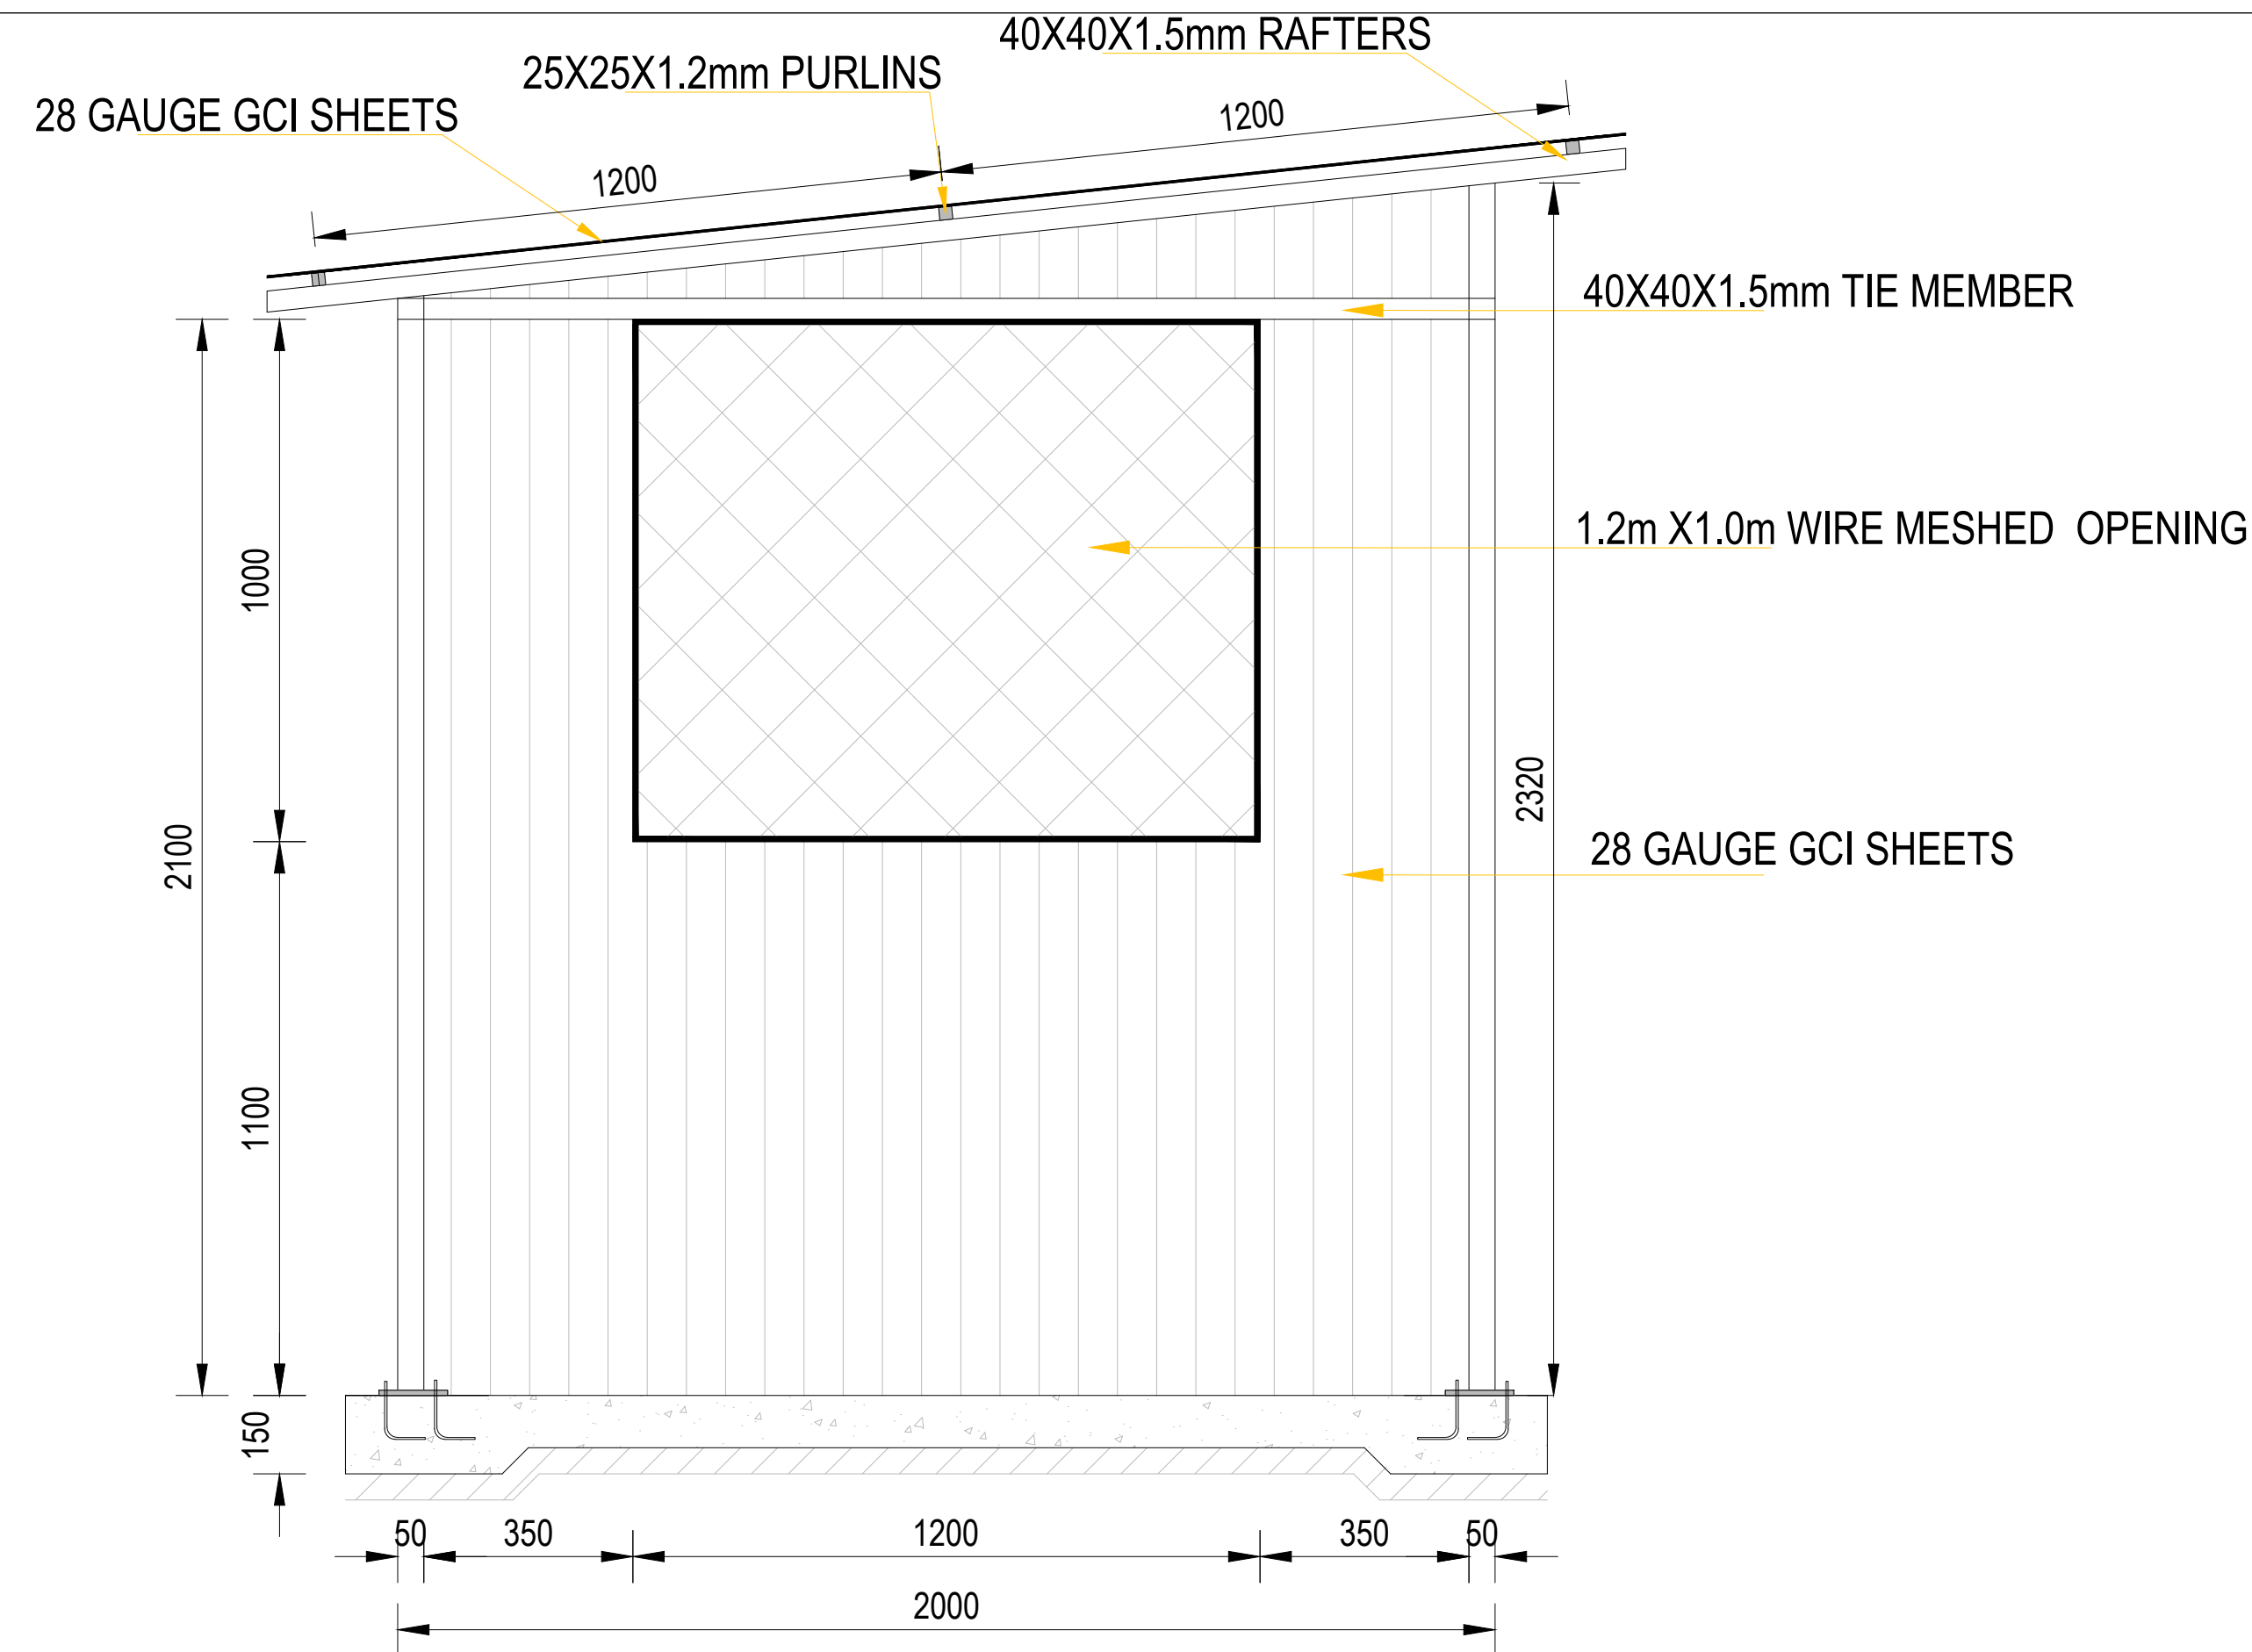 40X40X1.5mm RAFTERS
25X25X1.2mm PURLINS
28 GAUGE GCI SHEETS
1200
1200
40X40X1.5mm TIE MEMBER
1.2m X1.0m WIRE MESHED OPENING
1000
2320
28 GAUGE GCI SHEETS
2100
1100
150
50 350 1200 350 50
2000